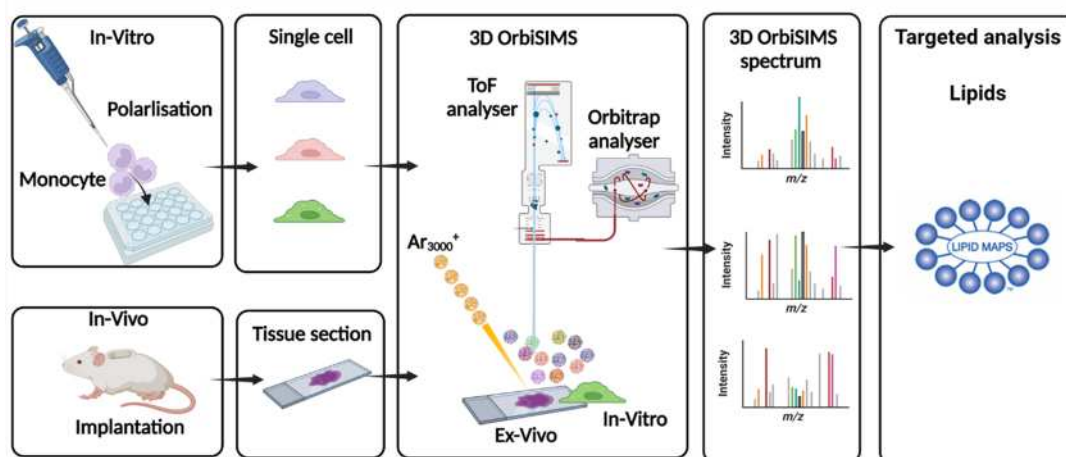 In-Vitro
Polarlisation
Monocyte
Single cell
In-Vivo
Implantation
Tissue section
3D OrbiSIMS
ToF
analyser
Orbitrap
analyser
Ar3000+
Ex-Vivo
In-Vitro
3D OrbiSIMS
spectrum
Intensity
m/z
Intensity
m/z
Intensity
m/z
Targeted analysis
Lipids
LIPID MAPS